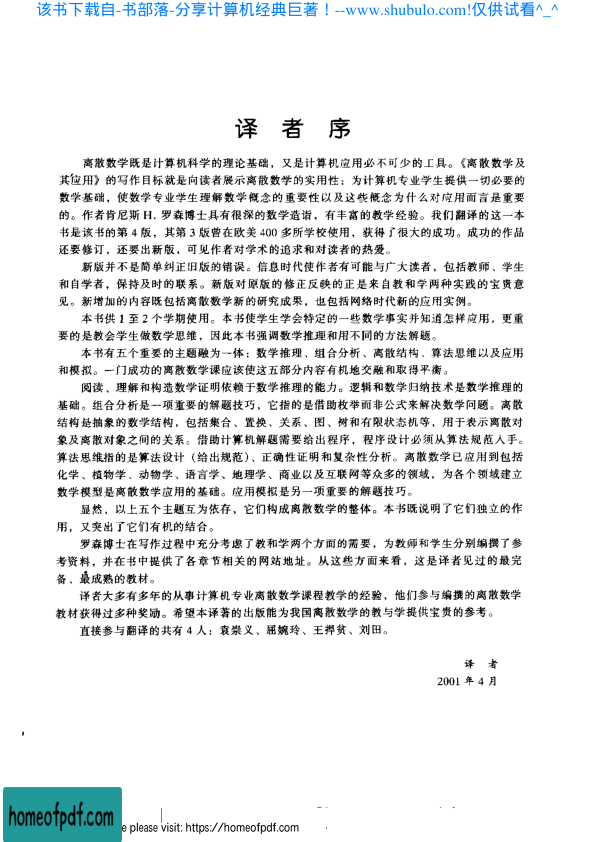 该书下载自-书部落-分享计算机经典巨著！--www.shubulo.com!仅供试看^_^
译 者 序
离散数学既是计算机科学的理论基础，又是计算机应用必不可少的工具。《离散数学及
其应用》的写作目标就是向读者展示离散数学的实用性：为计算机专业学生提供一切必要的
数学基础，使数学专业学生理解数学概念的重要性以及这些概念为什么对应用而言是重要
的。作者肯尼斯 H. 罗森博士具有很深的数学造诣，有丰富的教学经验。我们翻译的这一本
书是该书的第 4 版，其第 3 版曾在欧美 400 多所学校使用，获得了很大的成功。成功的作品
还要修订，还要出新版，可见作者对学术的追求和对读者的热爱。
新版并不是简单纠正旧版的错误。信息时代使作者有可能与广大读者，包括教师、学生
和自学者，保持及时的联系。新版对原版的修正反映的正是来自教和学两种实践的宝贵意
见。新增加的内容既包括离散数学新的研究成果，也包括网络时代新的应用实例。
本书供 1 至 2 个学期使用。本书使学生学会特定的一些数学事实并知道怎样应用，更重
要的是教会学生做数学思维，因此本书强调数学推理和用不同的方法解题。
本书有五个重要的主题融为一体：数学推理、组合分析、离散结构、算法思维以及应用
和模拟。一门成功的离散数学课应该使这五部分内容有机地交融和取得平衡。
阅读、理解和构造数学证明依赖于数学推理的能力。逻辑和数学归纳技术是数学推理的
基础。组合分析是一项重要的解题技巧，它指的是借助枚举而非公式来解决数学问题。离散
结构是抽象的数学结构，包括集合、置换、关系、图、树和有限状态机等，用于表示离散对
象及离散对象之间的关系。借助计算机解题需要给出程序，程序设计必须从算法规范入手。
算法思维指的是算法设计（给出规范）、正确性证明和复杂性分析。离散数学已应用到包括
化学、植物学、动物学、语言学、地理学、商业以及互联网等众多的领域，为各个领域建立
数学模型是离散数学应用的基础。应用模拟是另一项重要的解题技巧。
显然，以上五个主题互为依存，它们构成离散数学的整体。本书既说明了它们独立的作
用，又突出了它们有机的结合。
罗森博士在写作过程中充分考虑了教和学两个方面的需要，为教师和学生分别编撰了参
考资料，并在书中提供了各章节相关的网站地址。从这些方面来看，这是译者见过的最完
备、最成熟的教材。
译者大多有多年的从事计算机专业离散数学课程教学的经验，他们参与编撰的离散数学
教材获得过多种奖励。希望本译著的出版能为我国离散数学的教与学提供宝贵的参考。
直接参与翻译的共有 4 人：袁崇义、屈婉玲、王捍贫、刘田。
译 者
2001 年 4 月
homeofpdf.com
e please visit: https://homeofpdf.com